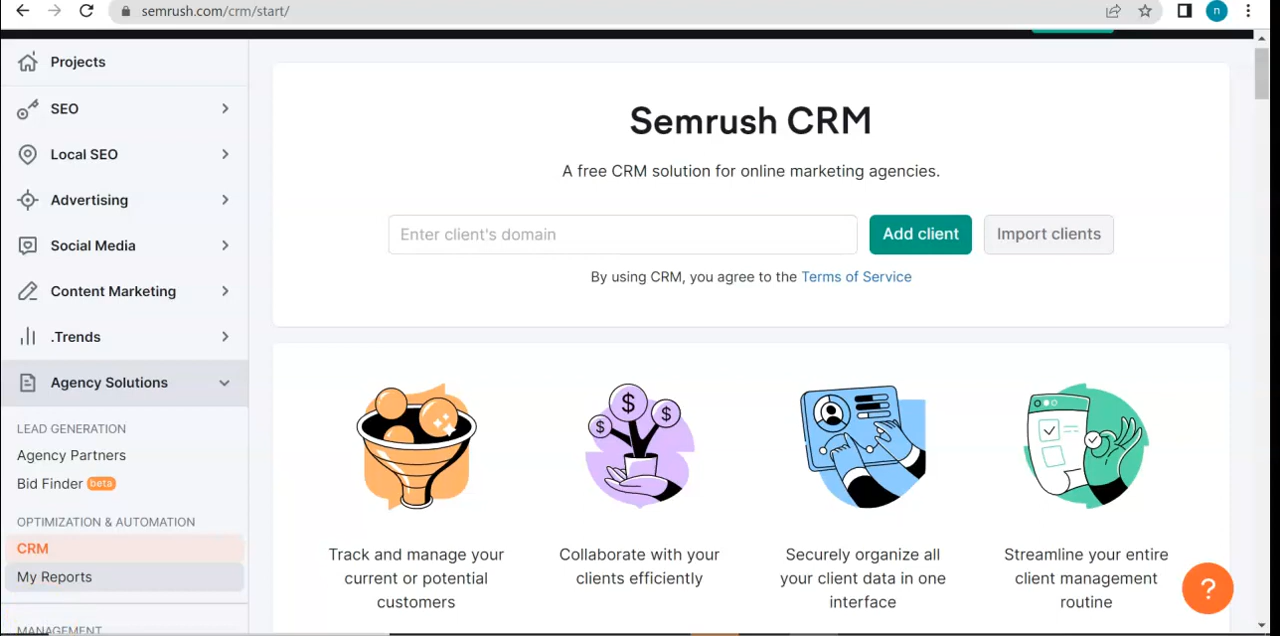 semrush.com/crm/start/
n
Projects
SEO
Local SEO
Advertising
Social Media
Content Marketing
.Trends
Agency Solutions
LEAD GENERATION
Agency Partners
Bid Finder beta
OPTIMIZATION & AUTOMATION
CRM
My Reports
MANAGEMENT
Semrush CRM
A free CRM solution for online marketing agencies.
Enter client's domain
Add client
Import clients
By using CRM, you agree to the Terms of Service
$ $ $
Track and manage your
current or potential
customers
Collaborate with your
clients efficiently
Securely organize all
your client data in one
interface
Streamline your entire
client management
routine
?